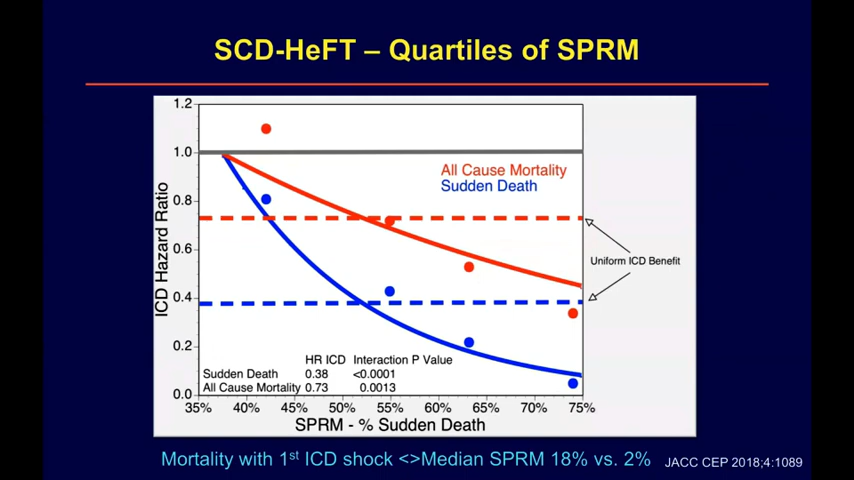 SCD-HeFT – Quartiles of SPRM
1.2
1.0
0.8
0.6
0.4
0.2
0.0
ICD Hazard Ratio
All Cause Mortality
Sudden Death
Uniform ICD Benefit
HR ICD Interaction P Value
Sudden Death 0.38 <0.0001
All Cause Mortality 0.73 0.0013
35% 40% 45% 50% 55% 60% 65% 70% 75%
SPRM - % Sudden Death
Mortality with 1st ICD shock <>Median SPRM 18% vs. 2%
JACC CEP 2018;4:1089